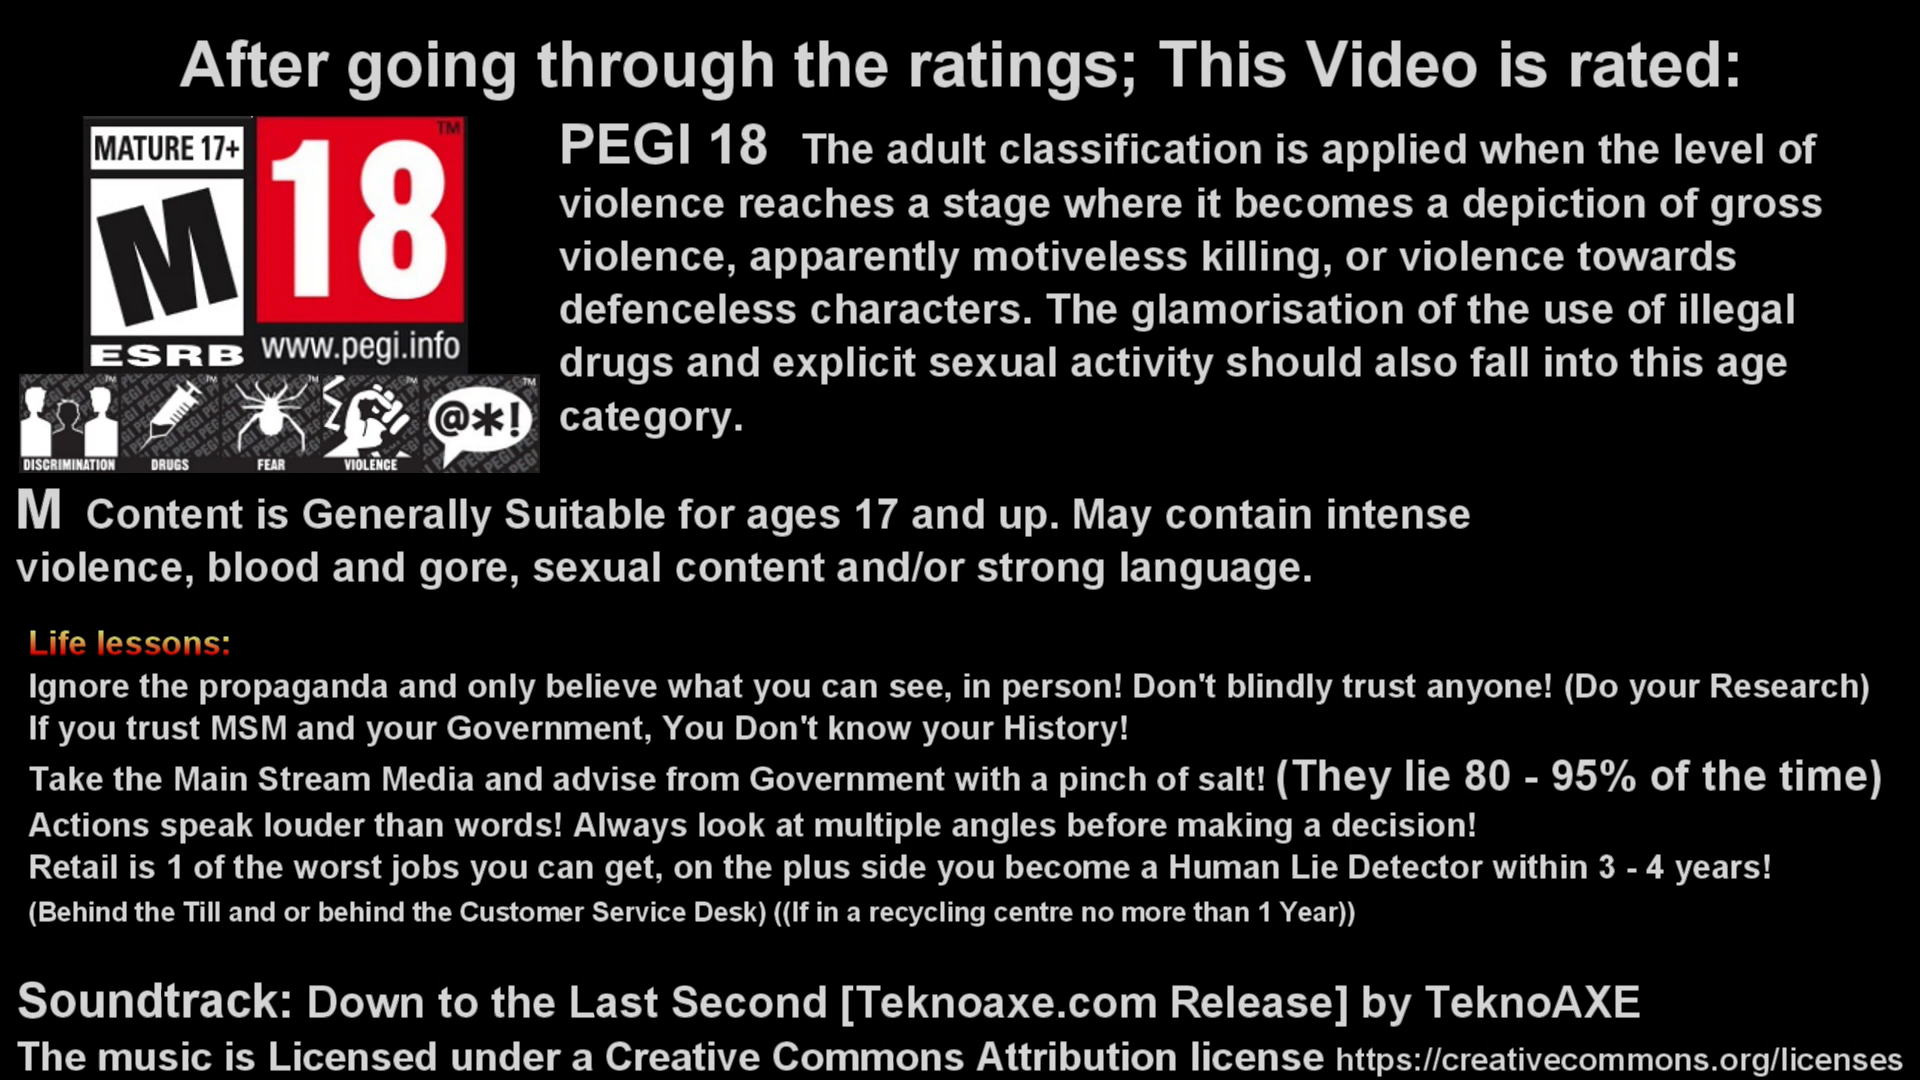 After going through the ratings; This Video is rated:
MATURE 17+
M
ESRB
18
TM
www.pegi.info
DISCRIMINATION
DRUGS
FEAR
VIOLENCE
@*!
PEGI 18 The adult classification is applied when the level of
violence reaches a stage where it becomes a depiction of gross
violence, apparently motiveless killing, or violence towards
defenceless characters. The glamorisation of the use of illegal
drugs and explicit sexual activity should also fall into this age
category.
M Content is Generally Suitable for ages 17 and up. May contain intense
violence, blood and gore, sexual content and/or strong language.
Life lessons:
Ignore the propaganda and only believe what you can see, in person! Don't blindly trust anyone! (Do your Research)
If you trust MSM and your Government, You Don't know your History!
Take the Main Stream Media and advise from Government with a pinch of salt! (They lie 80 - 95% of the time)
Actions speak louder than words! Always look at multiple angles before making a decision!
Retail is 1 of the worst jobs you can get, on the plus side you become a Human Lie Detector within 3 - 4 years!
(Behind the Till and or behind the Customer Service Desk) ((If in a recycling centre no more than 1 Year))
Soundtrack: Down to the Last Second [Teknoaxe.com Release] by TeknoAXE
The music is Licensed under a Creative Commons Attribution license https://creativecommons.org/licenses